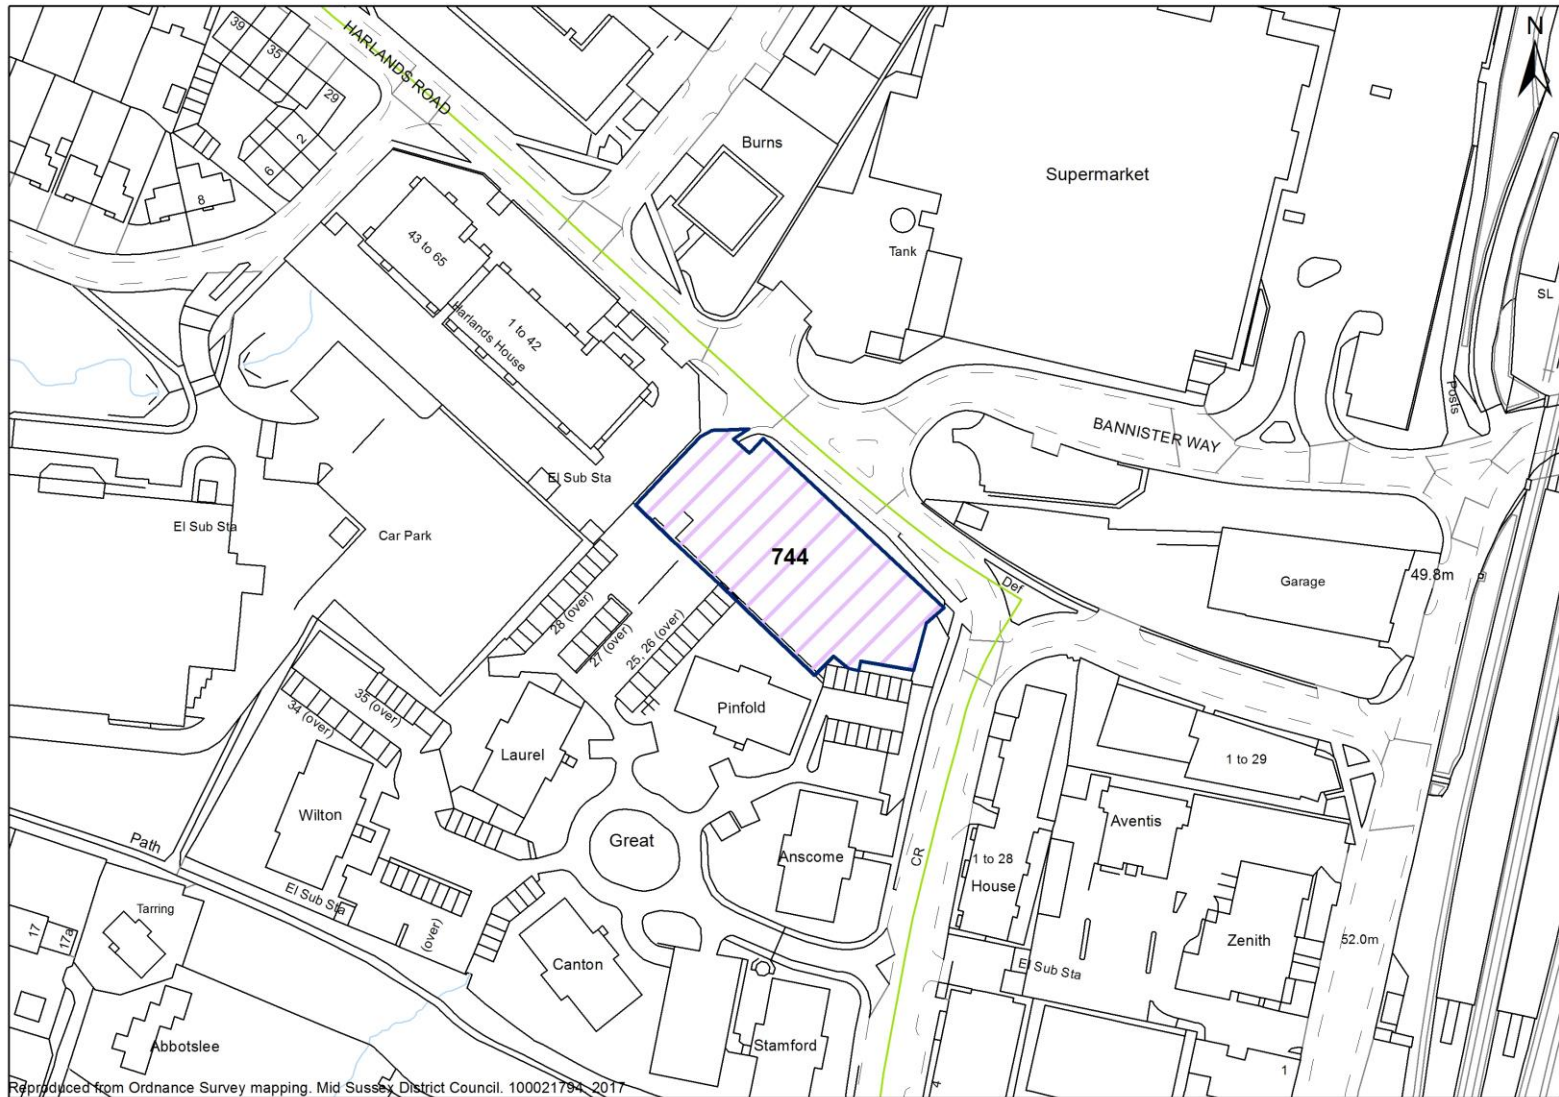 39
35
29
2
6
8
HARLANDS ROAD
N
Burns
Supermarket
Tank
SL
43 to 65
1 to 42
Harlands House
Posts
BANNISTER WAY
El Sub Sta
El Sub Sta
Car Park
744
Def
Garage
49.8m
28 (over)
27 (over)
25, 26 (over)
34 (over)
35 (over)
Pinfold
Laurel
1 to 29
Wilton
Great
Aventis
Path
Anscome
CR
1 to 28
House
El Sub Sta
Tarring
17
17a
(over)
Canton
Zenith
52.0m
El Sub Sta
Abbotslee
Stamford
4
1
Reproduced from Ordnance Survey mapping. Mid Sussex District Council. 100021794, 2017